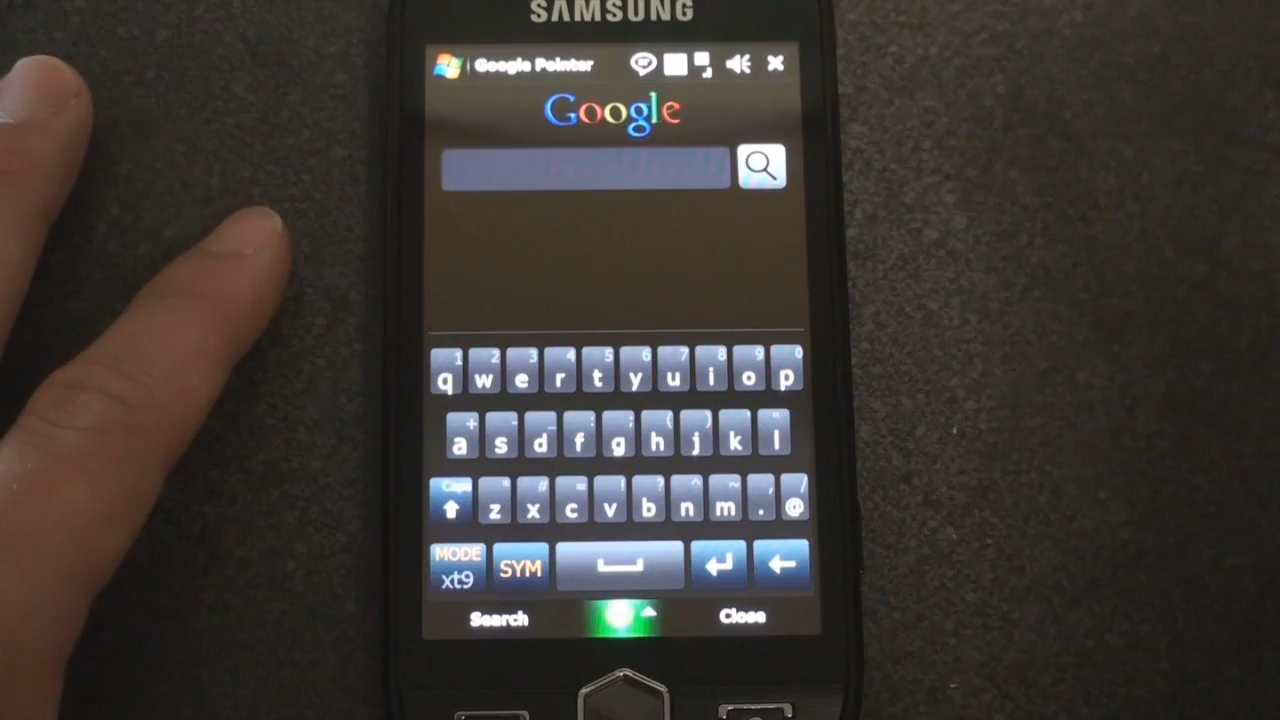 SAMSUNG
Google Pointer
Google
1 2 3 4 5 6 7 8 9 0
q w e r t y u i o p
a s d f g h j k l
Caps
z x c v b n m . @
MODE
xt9 SYM
Search Close